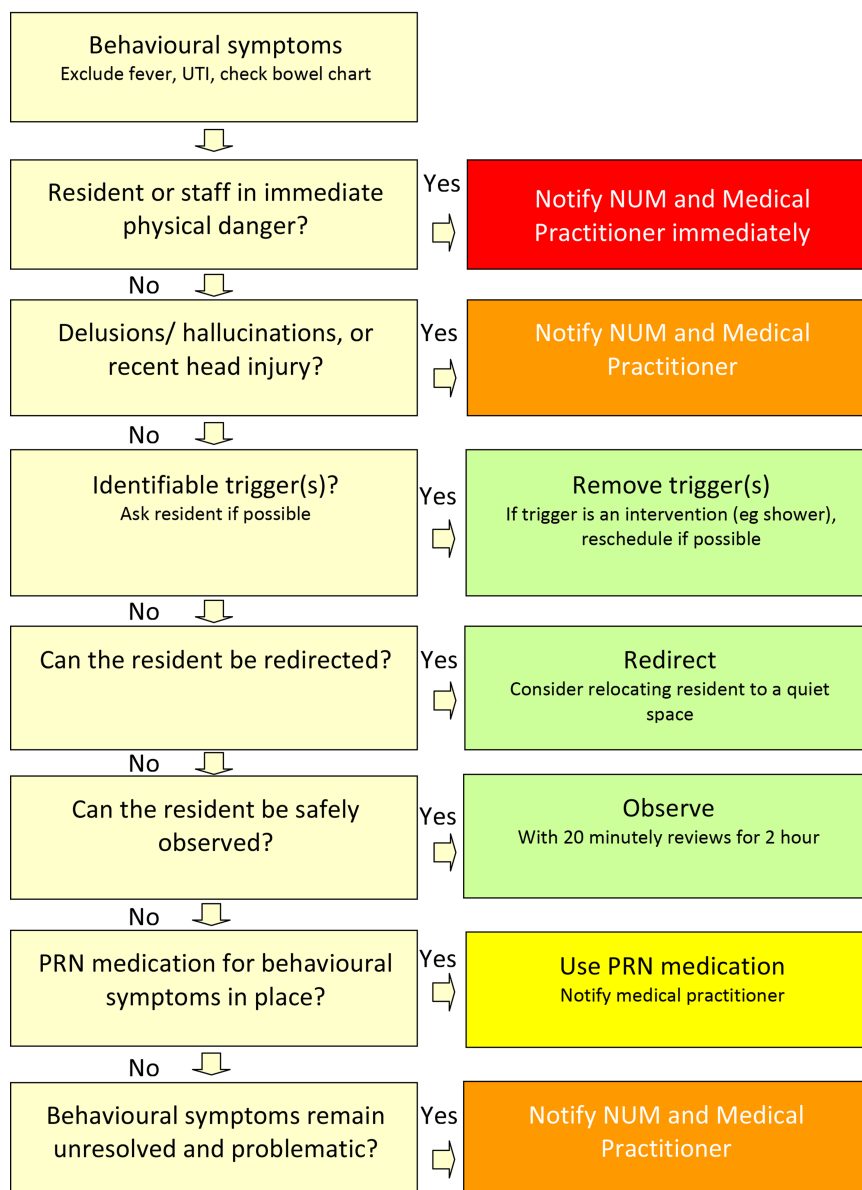 Behavioural symptoms
Exclude fever, UTI, check bowel chart
Resident or staff in immediate
physical danger?
Yes
Notify NUM and Medical
Practitioner immediately
No
Delusions/ hallucinations, or
recent head injury?
Yes
Notify NUM and Medical
Practitioner
No
Identifiable trigger(s)?
Ask resident if possible
Yes
Remove trigger(s)
If trigger is an intervention (eg shower),
reschedule if possible
No
Can the resident be redirected?
Yes
Redirect
Consider relocating resident to a quiet
space
No
Can the resident be safely
observed?
Yes
Observe
With 20 minutely reviews for 2 hour
No
PRN medication for behavioural
symptoms in place?
Yes
Use PRN medication
Notify medical practitioner
No
Behavioural symptoms remain
unresolved and problematic?
Yes
Notify NUM and Medical
Practitioner